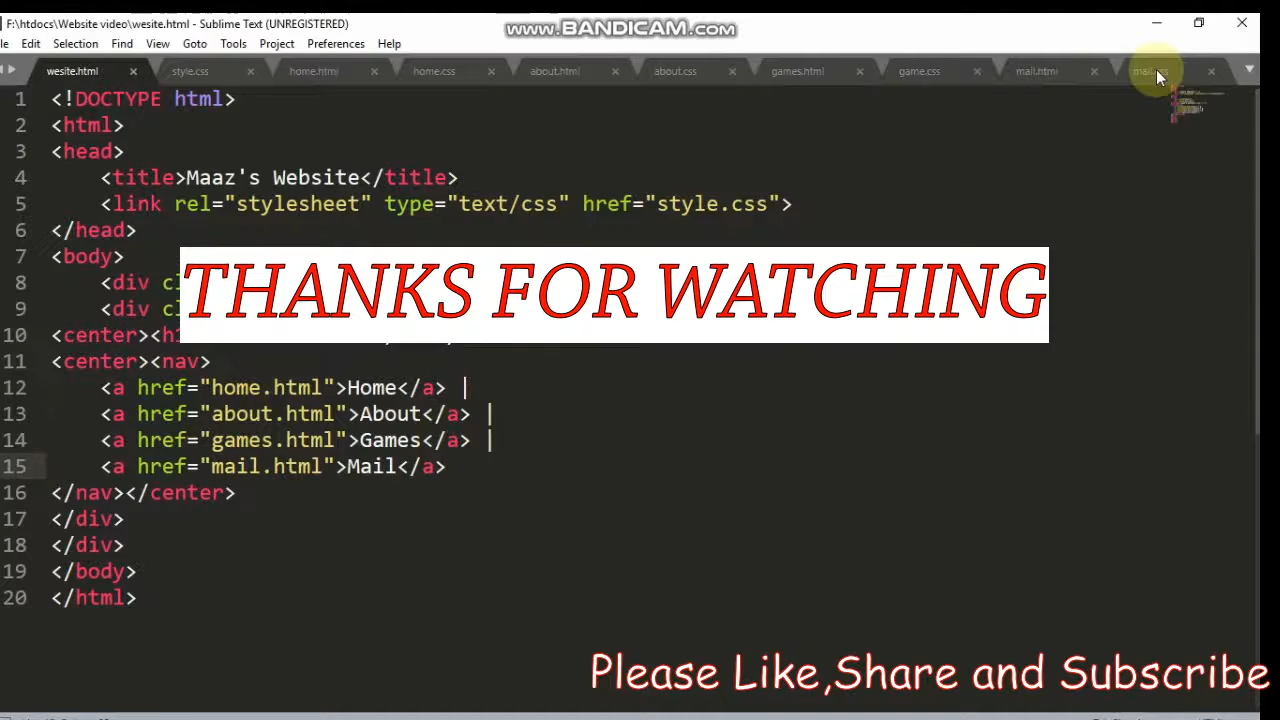 F:\htdocs\Website video\wesite.html - Sublime Text (UNREGISTERED)
www.BANDICAM.com
le Edit Selection Find View Goto Tools Project Preferences Help
wesite.html style.css home.html home.css about.html about.css games.html game.css mail.html mail.css
1 <!DOCTYPE html>
2 <html>
3 <head>
4 <title>Maaz's Website</title>
5 <link rel="stylesheet" type="text/css" href="style.css">
6 </head>
7 <body>
THANKS FOR WATCHING
8 <div cl
9 <div cl
10 <center><h
11 <center><nav>
12 <a href="home.html">Home</a> |
13 <a href="about.html">About</a> |
14 <a href="games.html">Games</a> |
15 <a href="mail.html">Mail</a>
16 </nav></center>
17 </div>
18 </div>
19 </body>
20 </html>
Please Like,Share and Subscribe